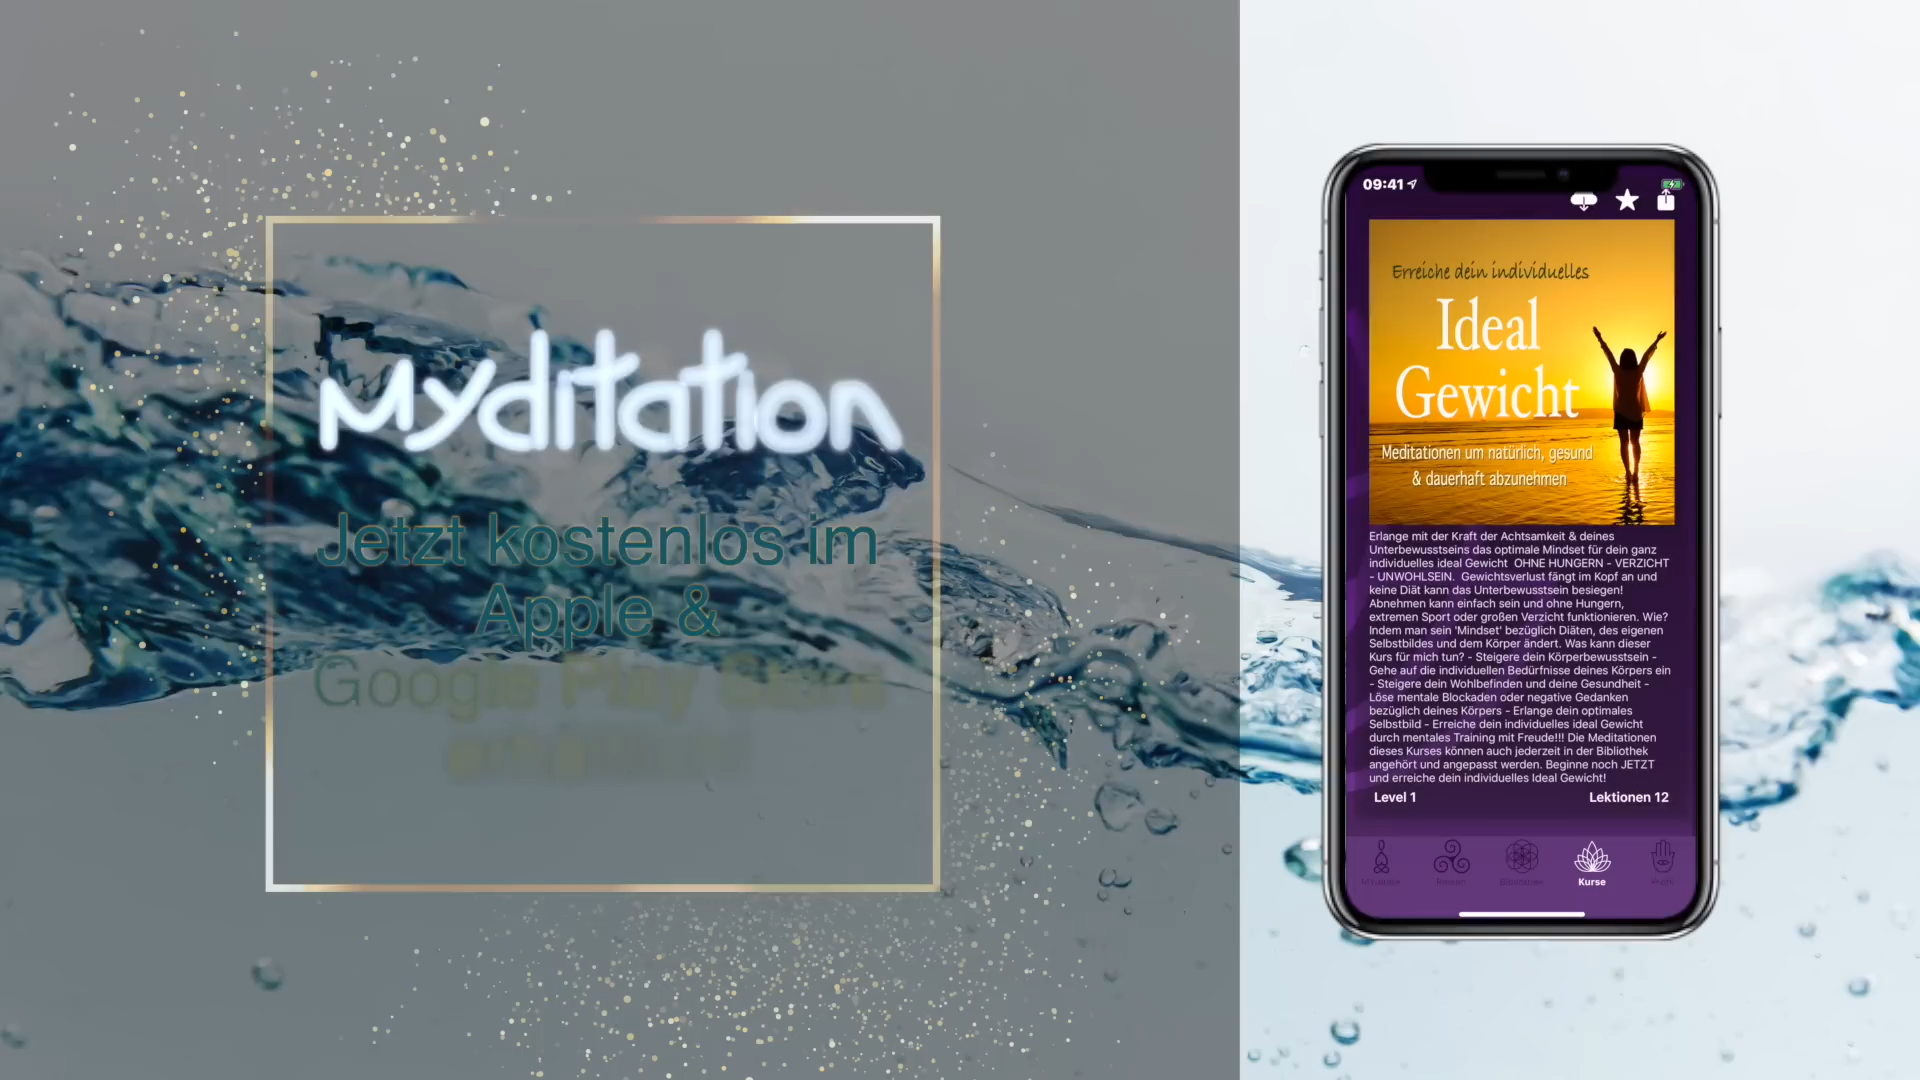 Myditation
Jetzt kostenlos im
Apple &
Google Play Store
09:41
Erreiche dein individuelles
Ideal
Gewicht
Meditationen um natürlich, gesund
& dauerhaft abzunehmen
Erlange mit der Kraft der Achtsamkeit & deines
Unterbewusstseins das optimale Mindset für dein ganz
individuelles ideal Gewicht OHNE HUNGERN - VERZICHT
- UNWOHLSEIN. Gewichtsverlust fängt im Kopf an und
keine Diät kann das Unterbewusstsein besiegen!
Abnehmen kann einfach sein und ohne Hungern,
extremen Sport oder großen Verzicht funktionieren. Wie?
Indem man sein 'Mindset' bezüglich Diäten, des eigenen
Selbstbildes und dem Körper ändert. Was kann dieser
Kurs für mich tun? - Steigere dein Körperbewusstsein -
Gehe auf die individuellen Bedürfnisse deines Körpers ein
- Steigere dein Wohlbefinden und deine Gesundheit -
Löse mentale Blockaden oder negative Gedanken
bezüglich deines Körpers - Erlange dein optimales
Selbstbild - Erreiche dein individuelles ideal Gewicht
durch mentales Training mit Freude!!! Die Meditationen
dieses Kurses können auch jederzeit in der Bibliothek
angehört und angepasst werden. Beginne noch JETZT
und erreiche dein individuelles Ideal Gewicht!
Level 1
Lektionen 12
Bibliothek
Kurse
Profil